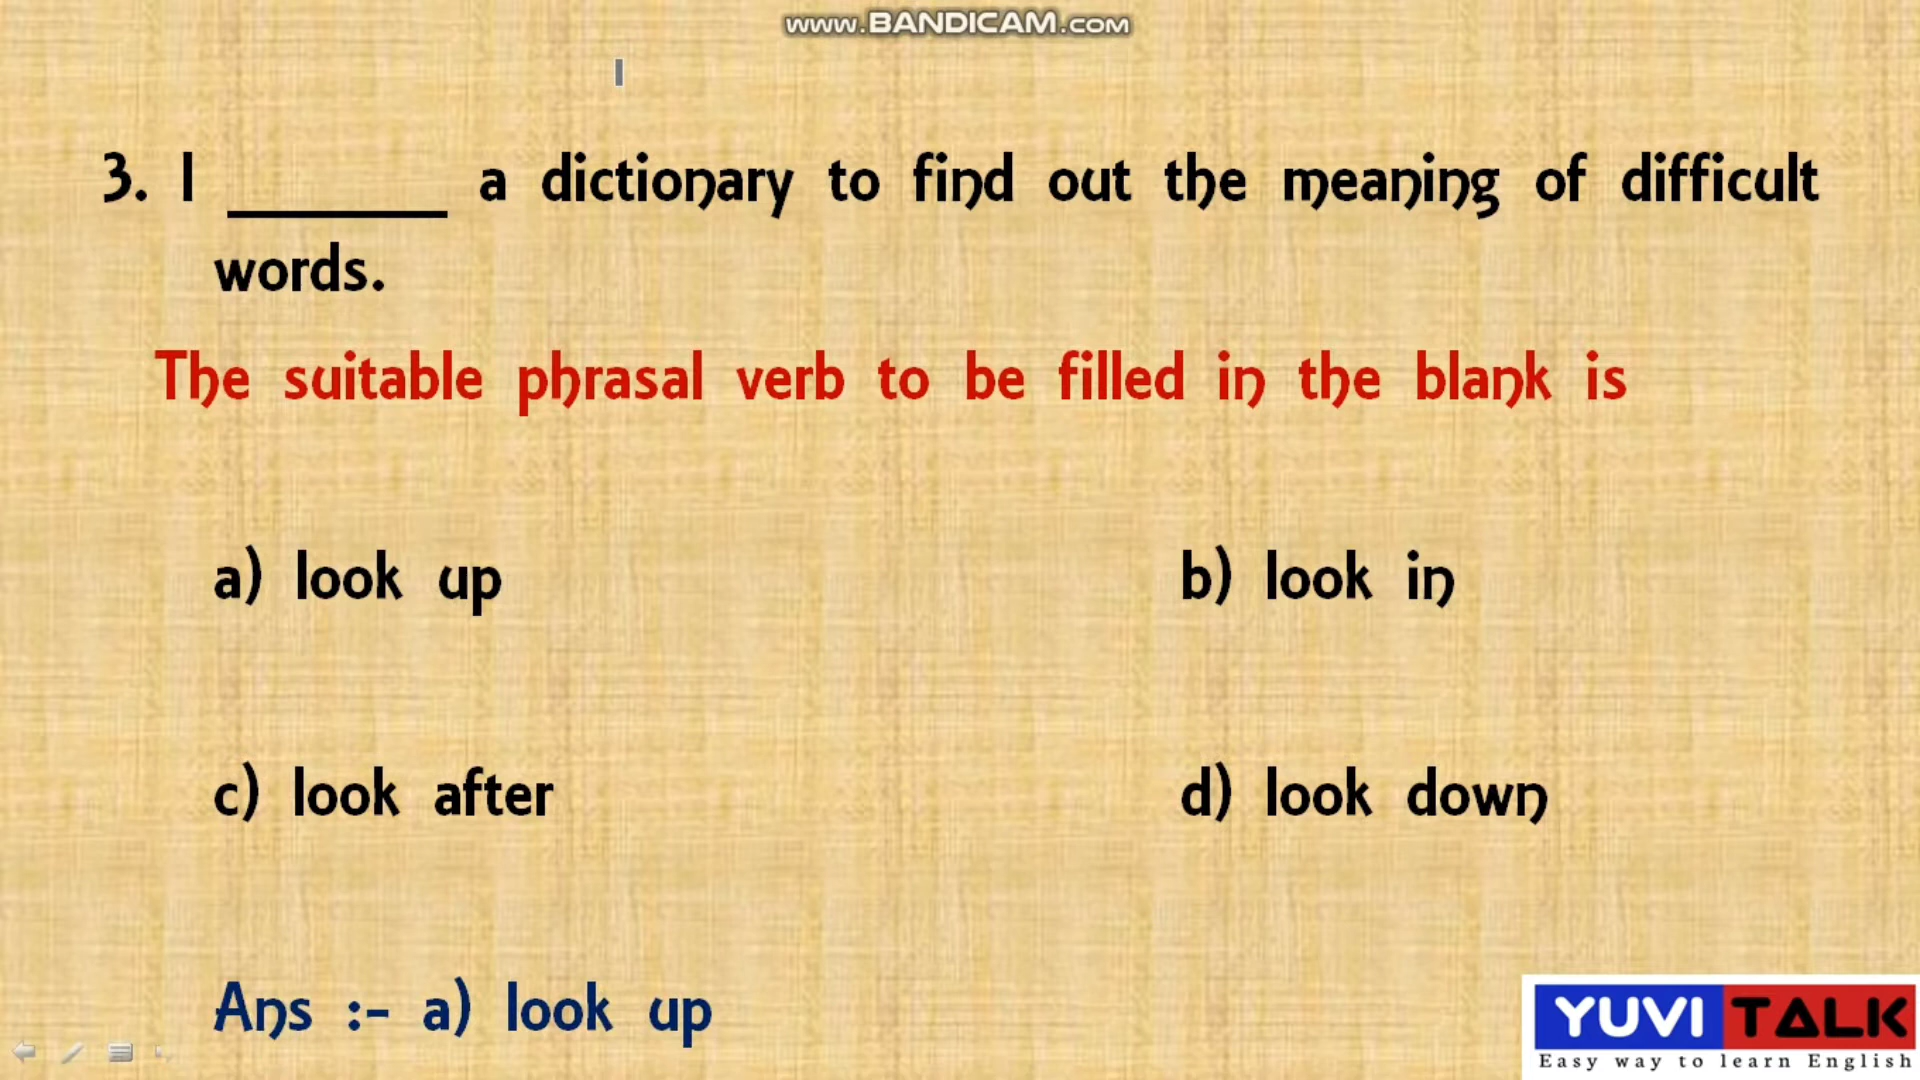 www.BANDICAM.COM
3. I ______ a dictionary to find out the meaning of difficult
words.
The suitable phrasal verb to be filled in the blank is
a) look up
b) look in
c) look after
d) look down
Ans :- a) look up
YUVI TALK
Easy way to learn English